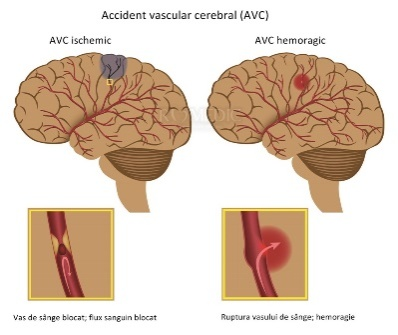 Accident vascular cerebral (AVC)
AVC ischemic
AVC hemoragic
Vas de sânge blocat; flux sanguin blocat
Ruptura vasului de sânge; hemoragie